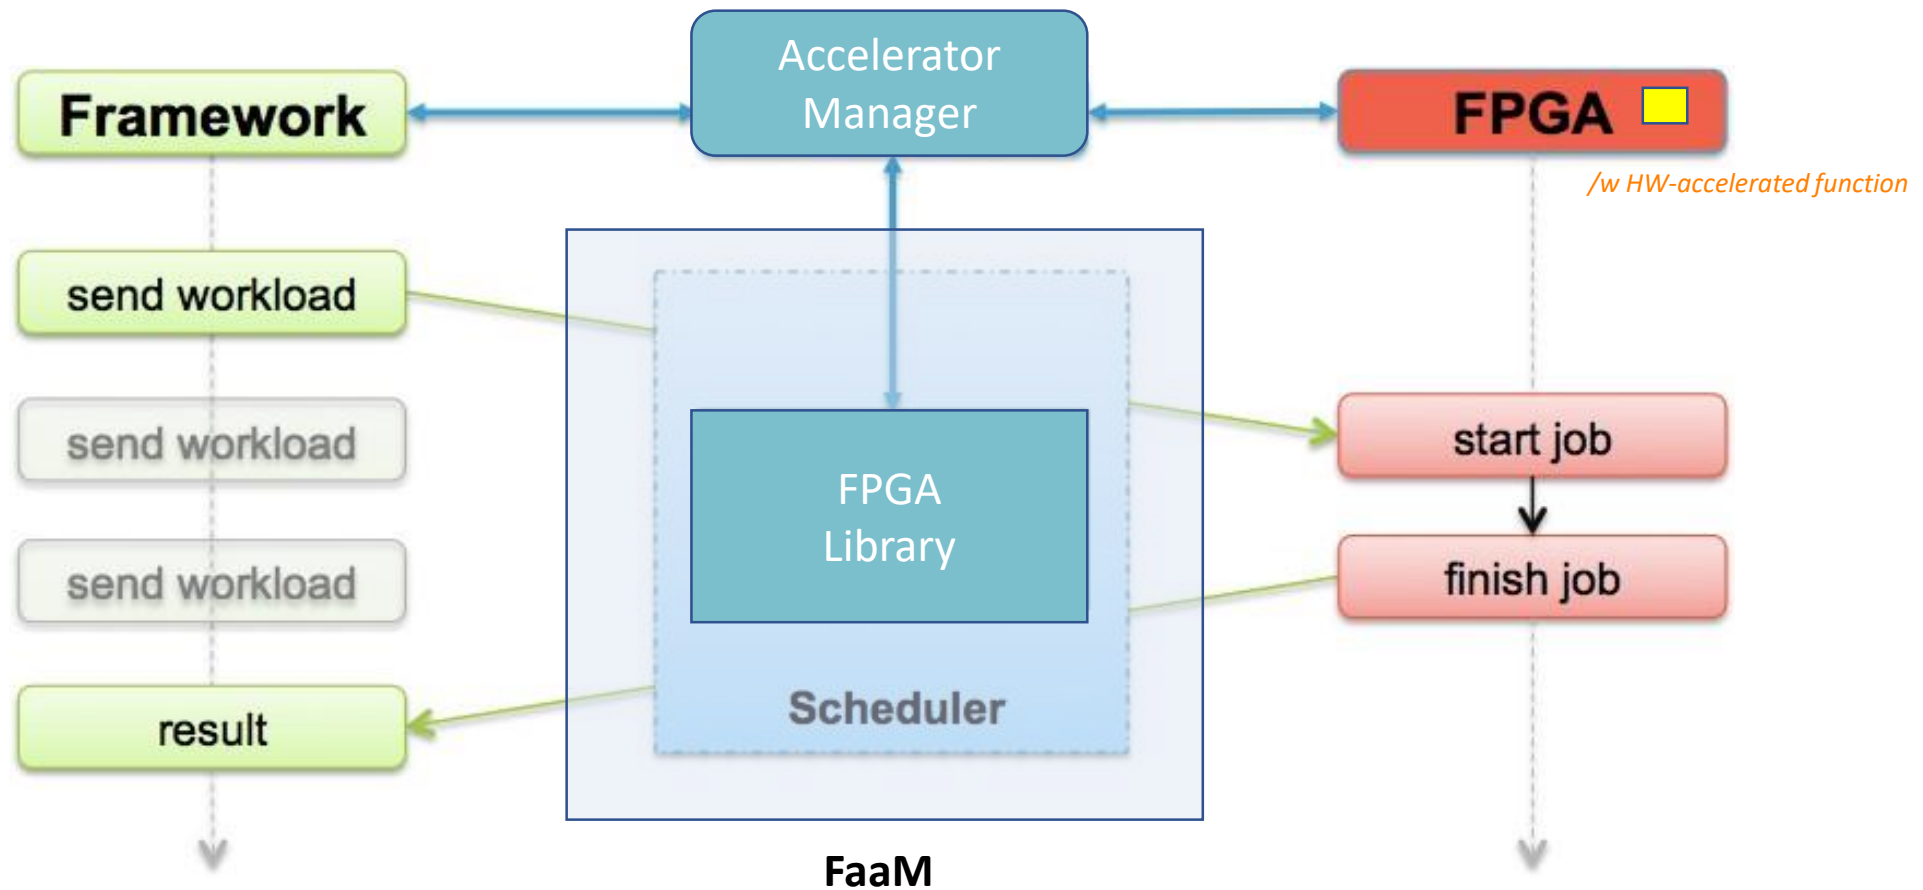 Accelerator
Manager
Framework
FPGA
/w HW-accelerated function
send workload
send workload
start job
FPGA
Library
send workload
finish job
Scheduler
result
FaaM